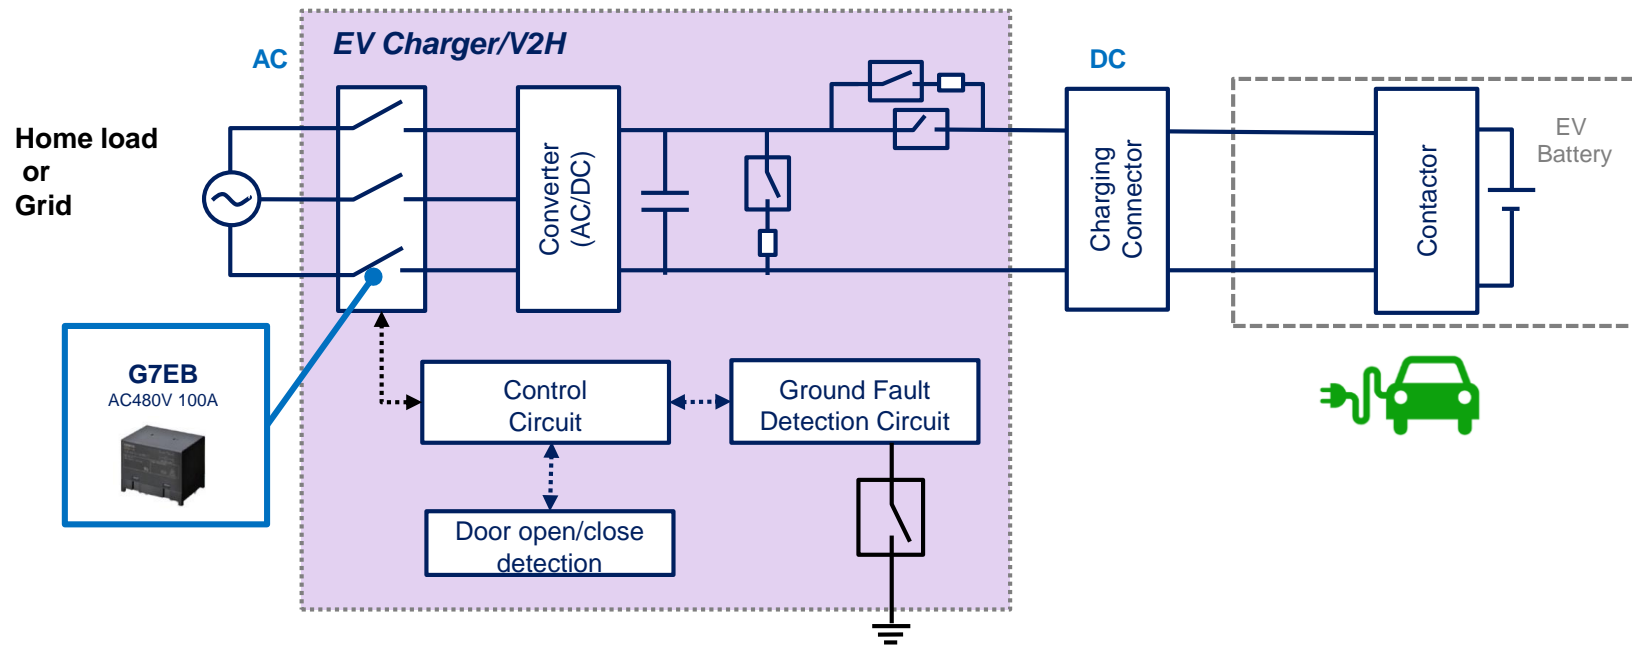 EV Charger/V2H
AC
DC
Home load
or
Grid
Converter
(AC/DC)
Charging
Connector
Contactor
EV
Battery
G7EB
AC480V 100A
Control
Circuit
Ground Fault
Detection Circuit
Door open/close
detection